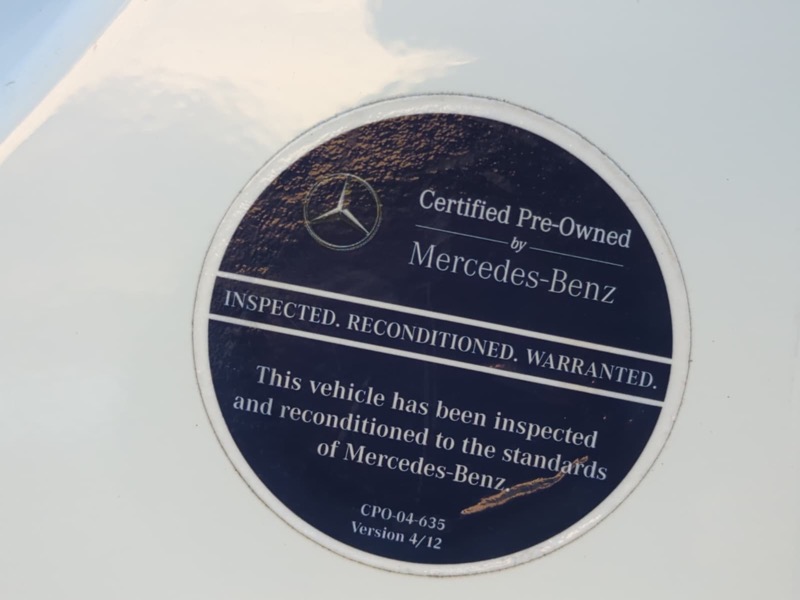 Certified Pre-Owned
by
Mercedes-Benz
INSPECTED. RECONDITIONED. WARRANTED.
This vehicle has been inspected
and reconditioned to the standards
of Mercedes-Benz.
CPO-04-635
Version 4/12